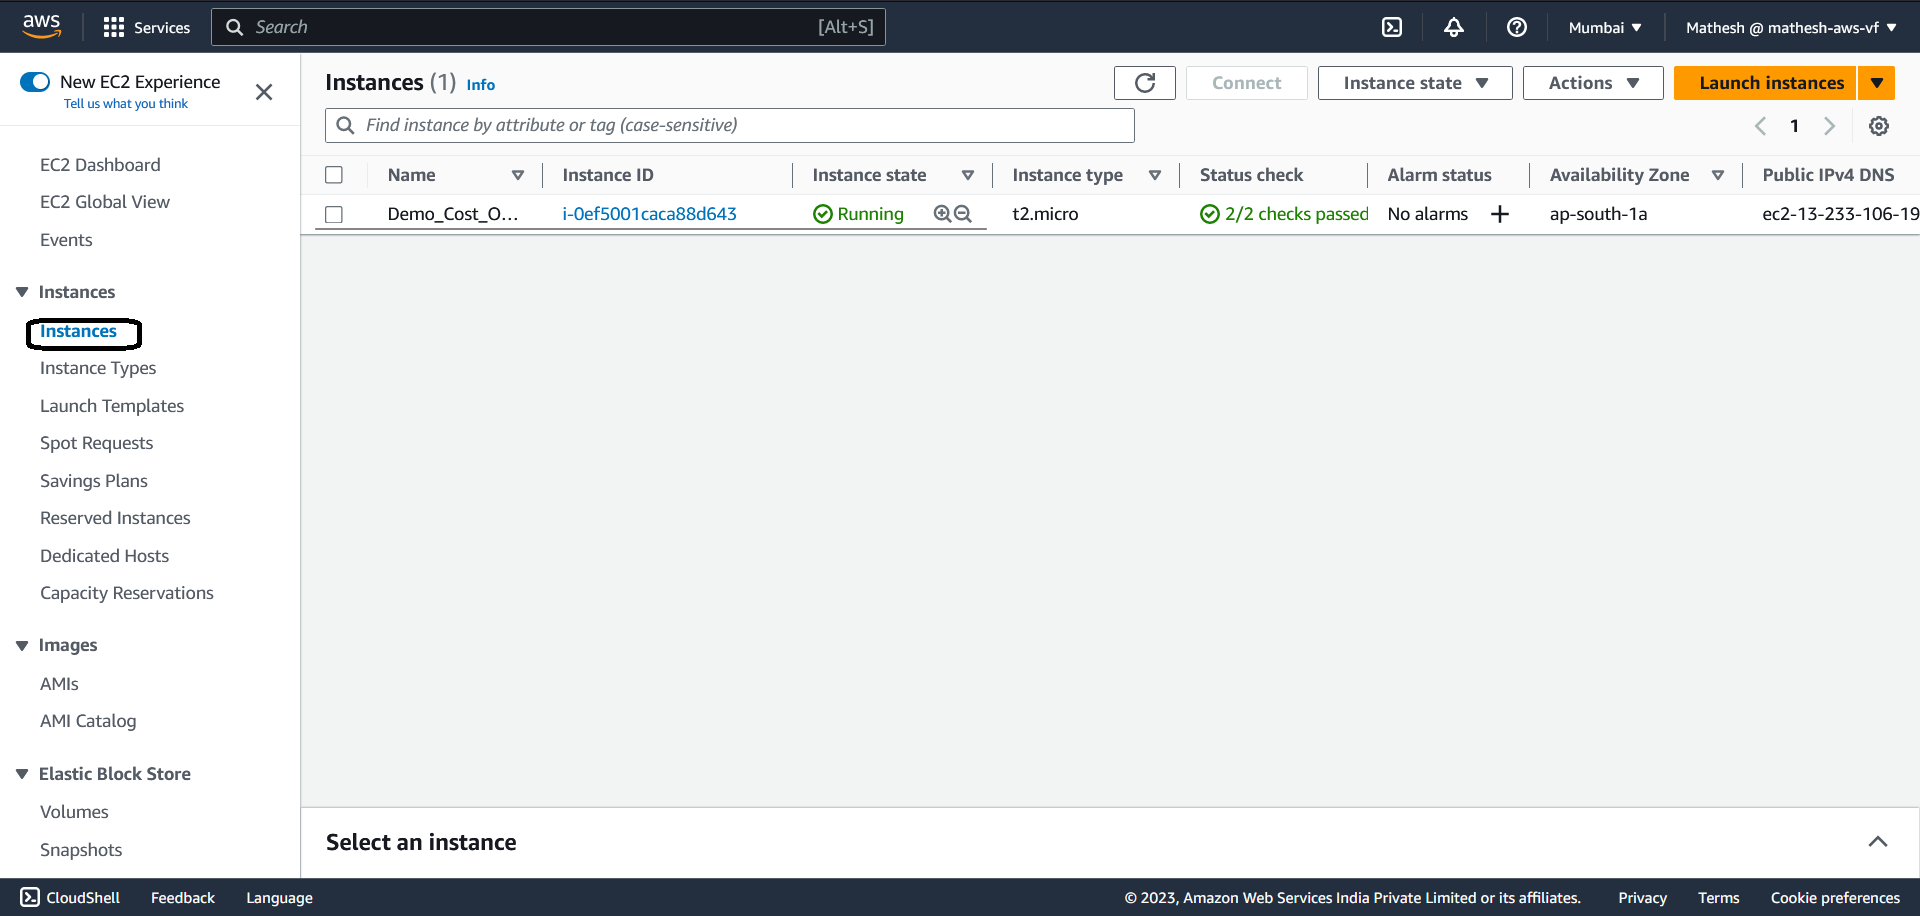 aws
Services
Search
[Alt+S]
Mumbai
Mathesh @ mathesh-aws-vf
New EC2 Experience
Tell us what you think
EC2 Dashboard
EC2 Global View
Events
Instances
Instances
Instance Types
Launch Templates
Spot Requests
Savings Plans
Reserved Instances
Dedicated Hosts
Capacity Reservations
Images
AMIs
AMI Catalog
Elastic Block Store
Volumes
Snapshots
Instances (1) Info
Connect
Instance state
Actions
Launch instances
Find instance by attribute or tag (case-sensitive)
1
Name Instance ID Instance state Instance type Status check Alarm status Availability Zone Public IPv4 DNS
Demo_Cost_O... i-0ef5001caca88d643 Running t2.micro 2/2 checks passed No alarms + ap-south-1a ec2-13-233-106-19
Select an instance
CloudShell Feedback Language © 2023, Amazon Web Services India Private Limited or its affiliates. Privacy Terms Cookie preferences